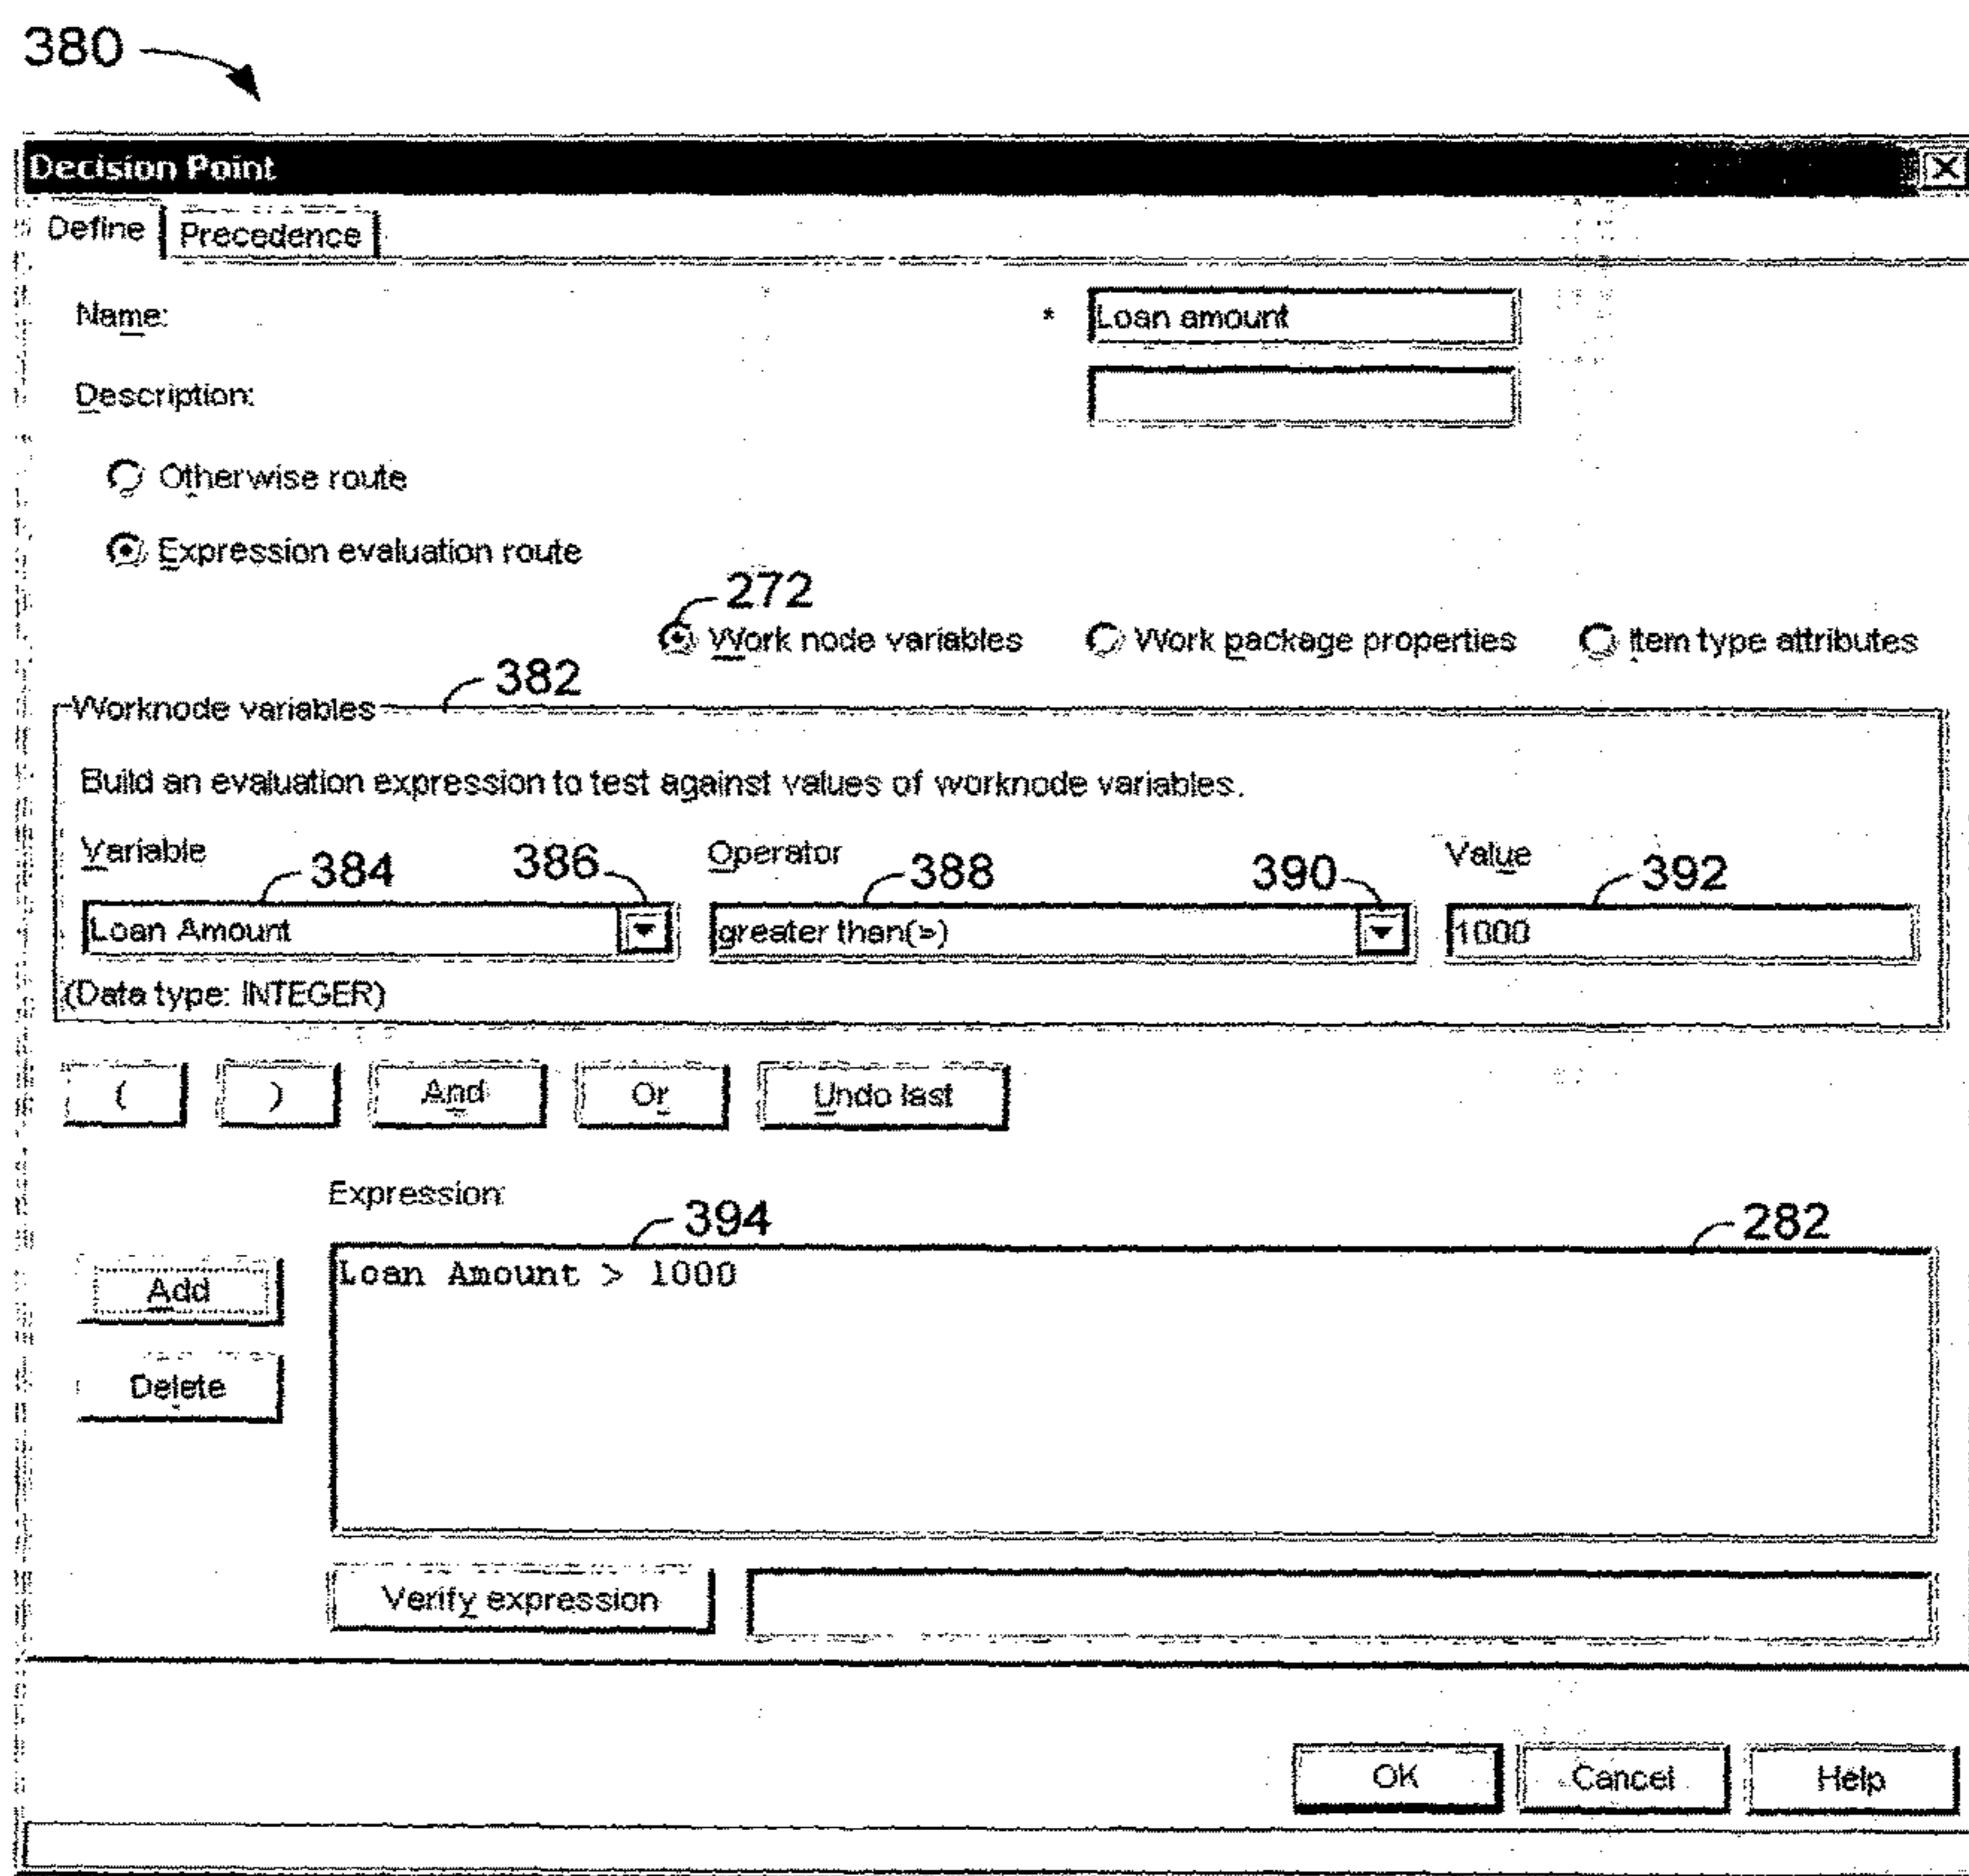 380
Decision Point
Define Precedence
Name: * Loan amount
Description:
Otherwise route
Expression evaluation route
272
Work node variables Work package properties Item type attributes
382
Worknode variables
Build an evaluation expression to test against values of worknode variables.
Variable 384 386 Operator 388 390 Value 392
Loan Amount greater than(>) 1000
(Data type: INTEGER)
( ) And Or Undo last
Expression:
394 282
Loan Amount > 1000
Add
Delete
Verify expression
OK Cancel Help